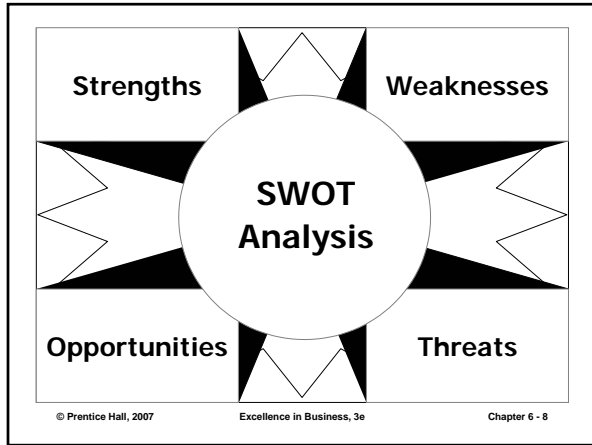 Strengths
Weaknesses
SWOT
Analysis
Opportunities
Threats
© Prentice Hall, 2007
Excellence in Business, 3e
Chapter 6 - 8